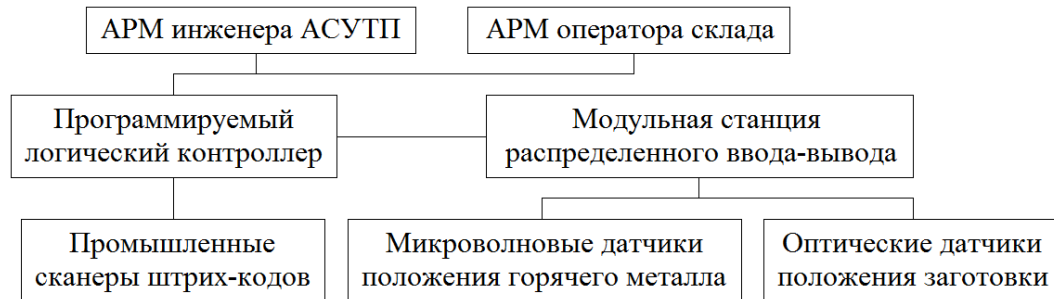 АРМ инженера АСУТП
АРМ оператора склада
Программируемый
логический контроллер
Модульная станция
распределенного ввода-вывода
Промышленные
сканеры штрих-кодов
Микроволновые датчики
положения горячего металла
Оптические датчики
положения заготовки